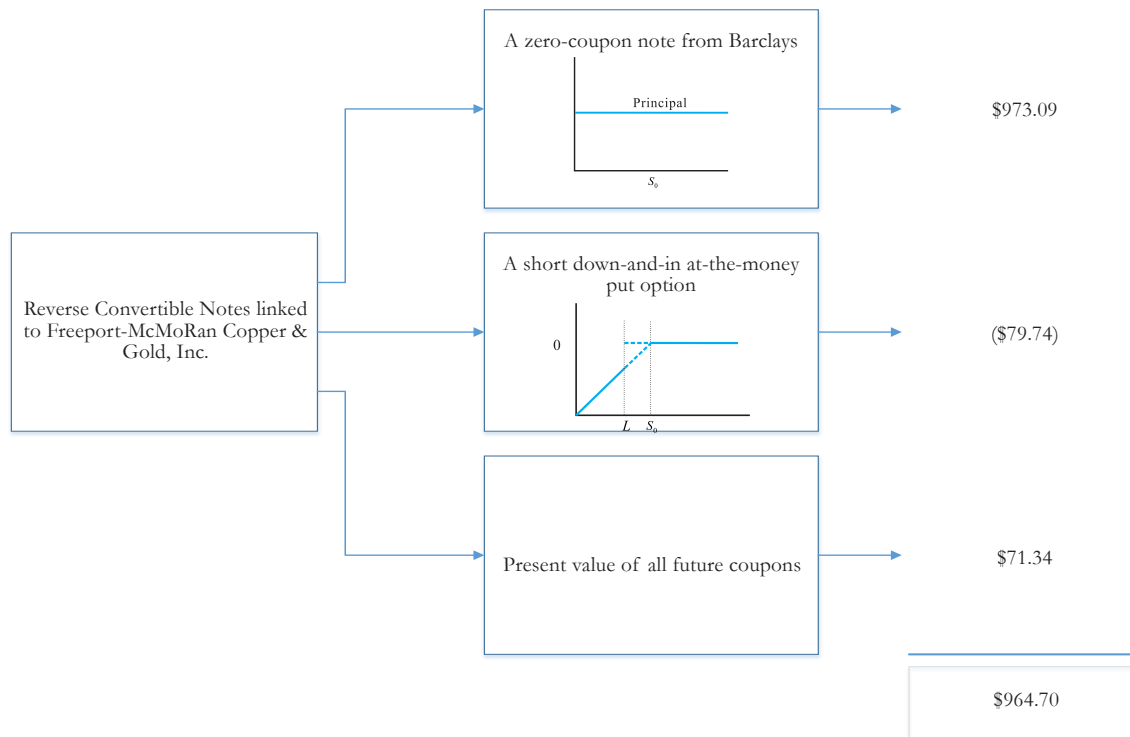 A zero-coupon note from Barclays
Principal
S₀
$973.09
Reverse Convertible Notes linked
to Freeport-McMoRan Copper &
Gold, Inc.
A short down-and-in at-the-money
put option
0
L S₀
($79.74)
Present value of all future coupons
$71.34
$964.70